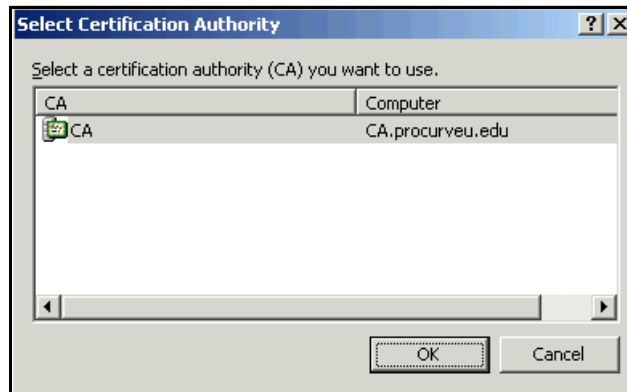 Select Certification Authority
Select a certification authority (CA) you want to use.
CA Computer
CA CA.procurveu.edu
OK Cancel